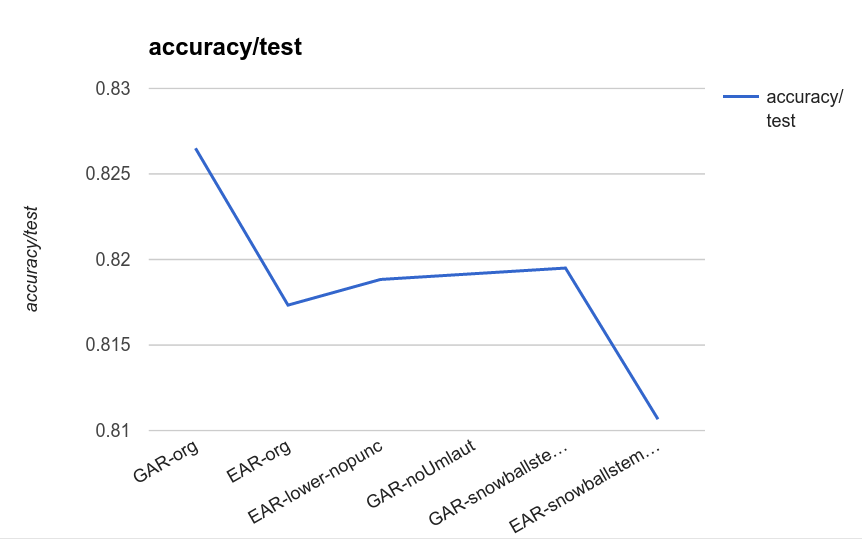 accuracy/test
0.83
0.825
0.82
0.815
0.81
accuracy/test
accuracy/
test
GAR-org
EAR-org
EAR-lower-nopunc
GAR-noUmlaut
GAR-snowballste…
EAR-snowballstem…